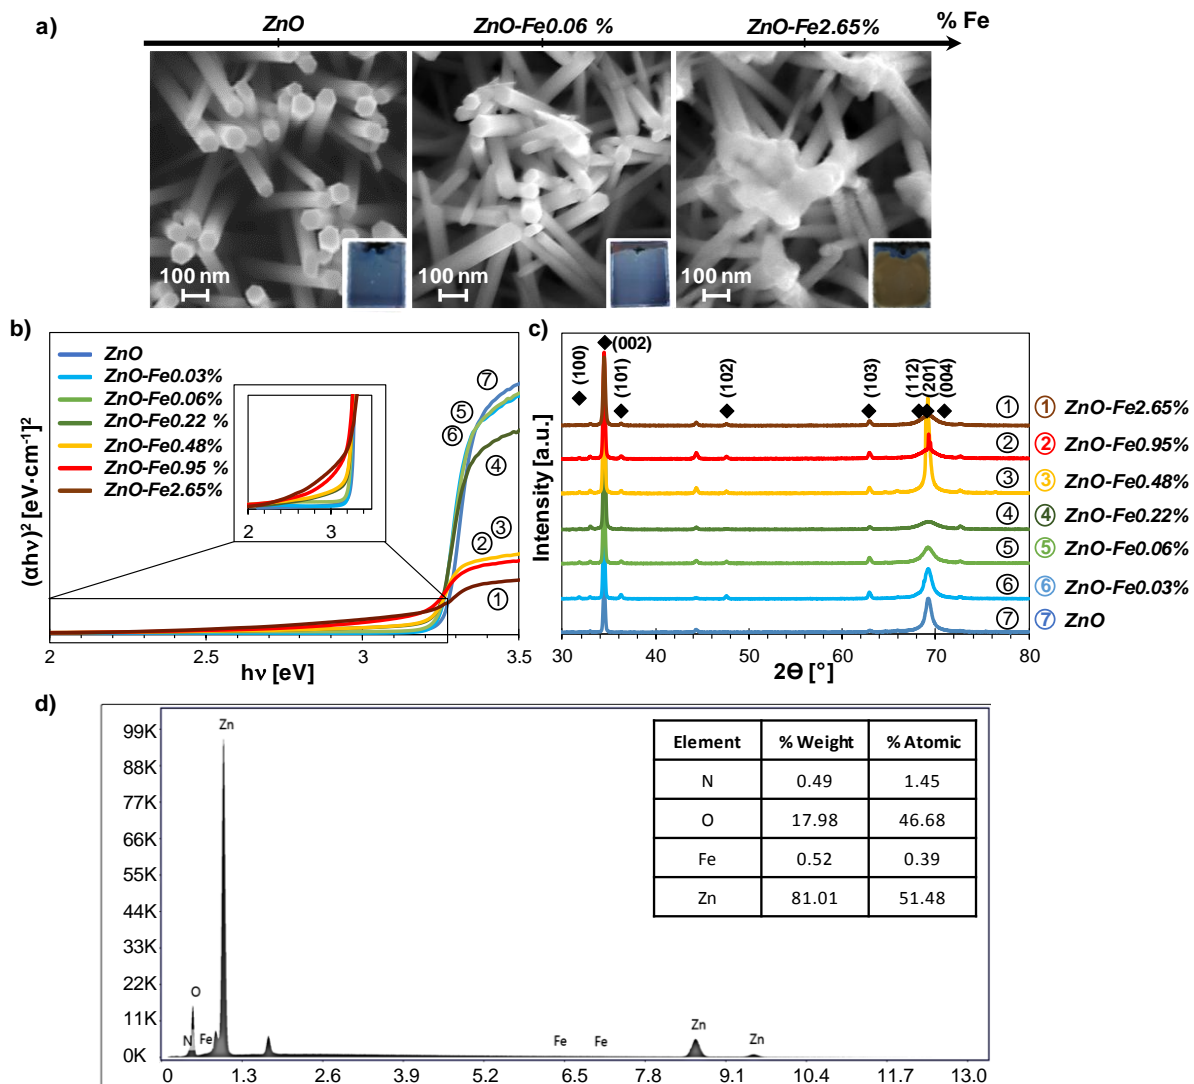 a)
ZnO
ZnO-Fe0.06 %
ZnO-Fe2.65%
% Fe
100 nm
100 nm
100 nm
b)
(αhν)² [eV·cm⁻¹]²
ZnO
ZnO-Fe0.03%
ZnO-Fe0.06%
ZnO-Fe0.22 %
ZnO-Fe0.48%
ZnO-Fe0.95 %
ZnO-Fe2.65%
2 3
⑦
⑤
⑥
④
② ③
①
2 2.5 3 3.5
hν [eV]
c)
Intensity [a.u.]
(100)
(002)
(101)
(102)
(103)
(112)
(201)
(004)
① ① ZnO-Fe2.65%
② ② ZnO-Fe0.95%
③ ③ ZnO-Fe0.48%
④ ④ ZnO-Fe0.22%
⑤ ⑤ ZnO-Fe0.06%
⑥ ⑥ ZnO-Fe0.03%
⑦ ⑦ ZnO
30 40 50 60 70 80
2Θ [°]
d)
99K
88K
77K
66K
55K
44K
33K
22K
11K
0K
Zn
O
N
Fe
Fe
Fe
Zn
Zn
Element % Weight % Atomic
N 0.49 1.45
O 17.98 46.68
Fe 0.52 0.39
Zn 81.01 51.48
0 1.3 2.6 3.9 5.2 6.5 7.8 9.1 10.4 11.7 13.0